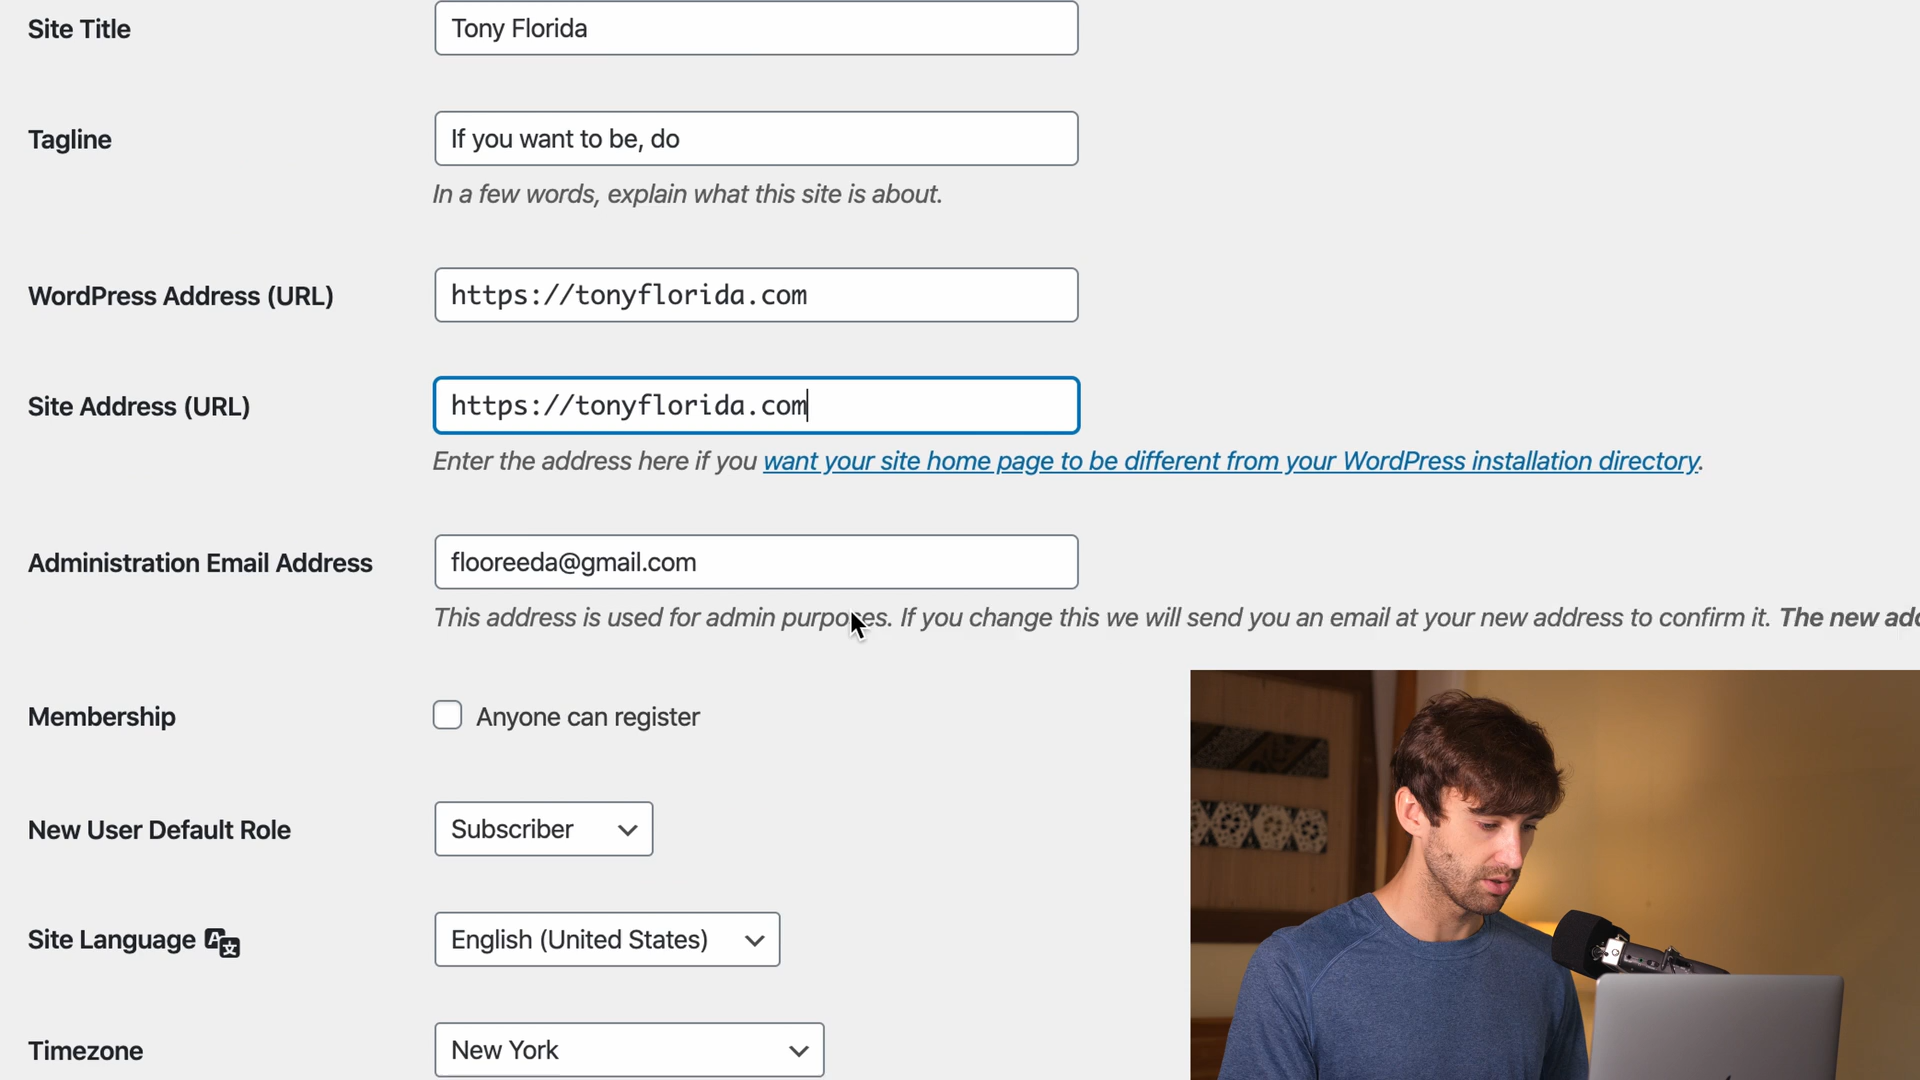 Site Title
Tony Florida
Tagline
If you want to be, do
In a few words, explain what this site is about.
WordPress Address (URL)
https://tonyflorida.com
Site Address (URL)
https://tonyflorida.com
Enter the address here if you want your site home page to be different from your WordPress installation directory.
Administration Email Address
flooreeda@gmail.com
This address is used for admin purposes. If you change this we will send you an email at your new address to confirm it. The new
Membership
Anyone can register
New User Default Role
Subscriber
Site Language
English (United States)
Timezone
New York